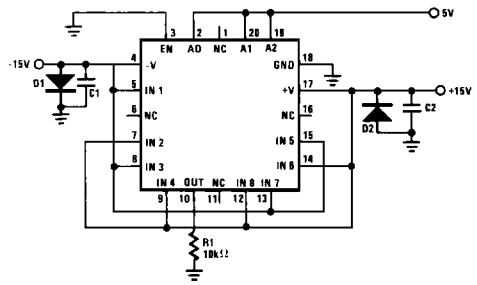 5V
3 2 1 20 19
EN AO NC A1 A2
-15V 4 -V GND 18
D1 C1 5 IN 1 +V 17 +15V
6 NC NC 16 D2 C2
7 IN 2 IN 5 15
8 IN 3 IN 6 14
IN 4 OUT NC IN 8 IN 7
9 10 11 12 13
R1
10kΩ